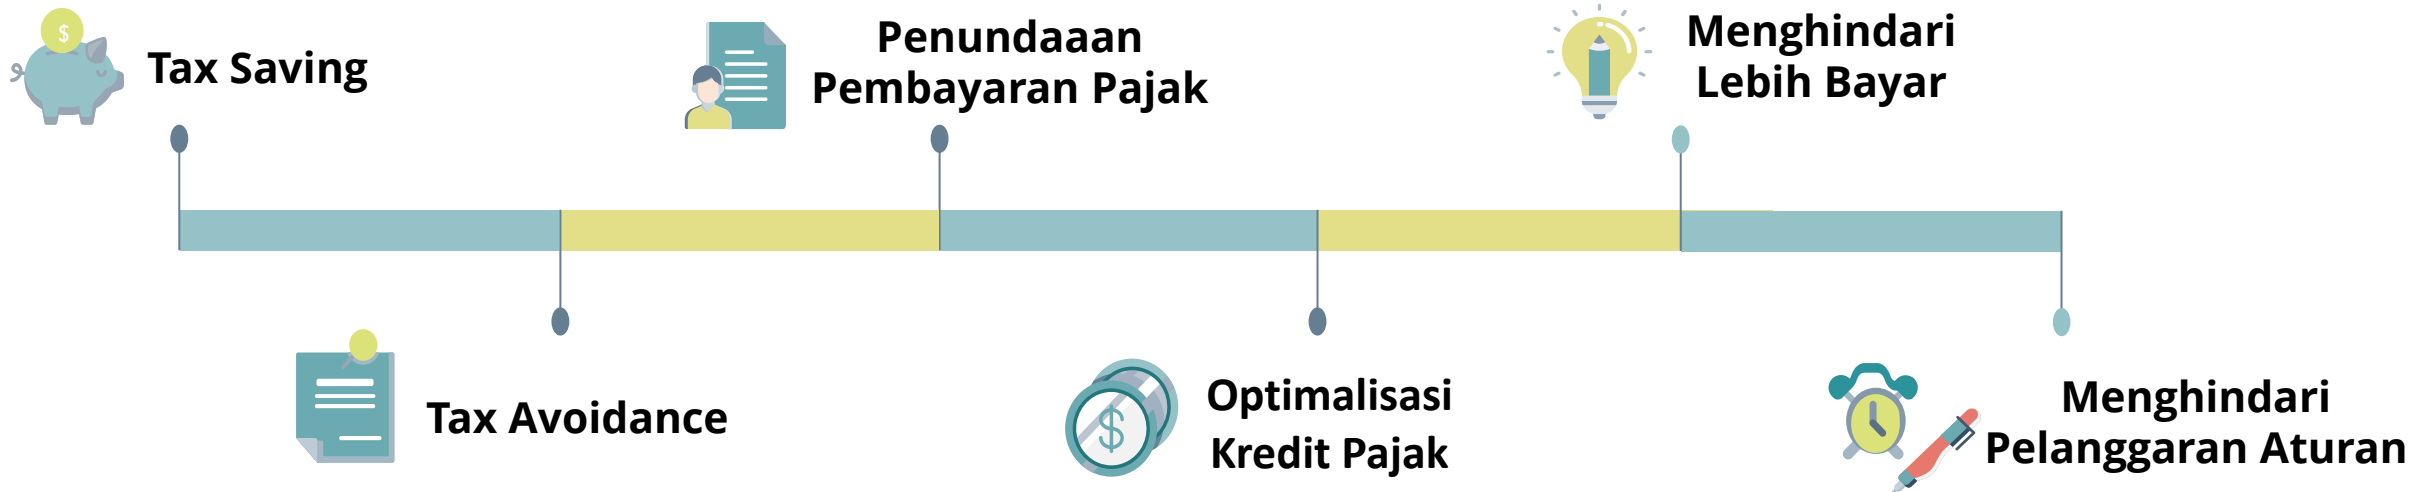 $
Tax Saving
Penundaaan
Pembayaran Pajak
Menghindari
Lebih Bayar
Tax Avoidance
$
Optimalisasi
Kredit Pajak
Menghindari
Pelanggaran Aturan